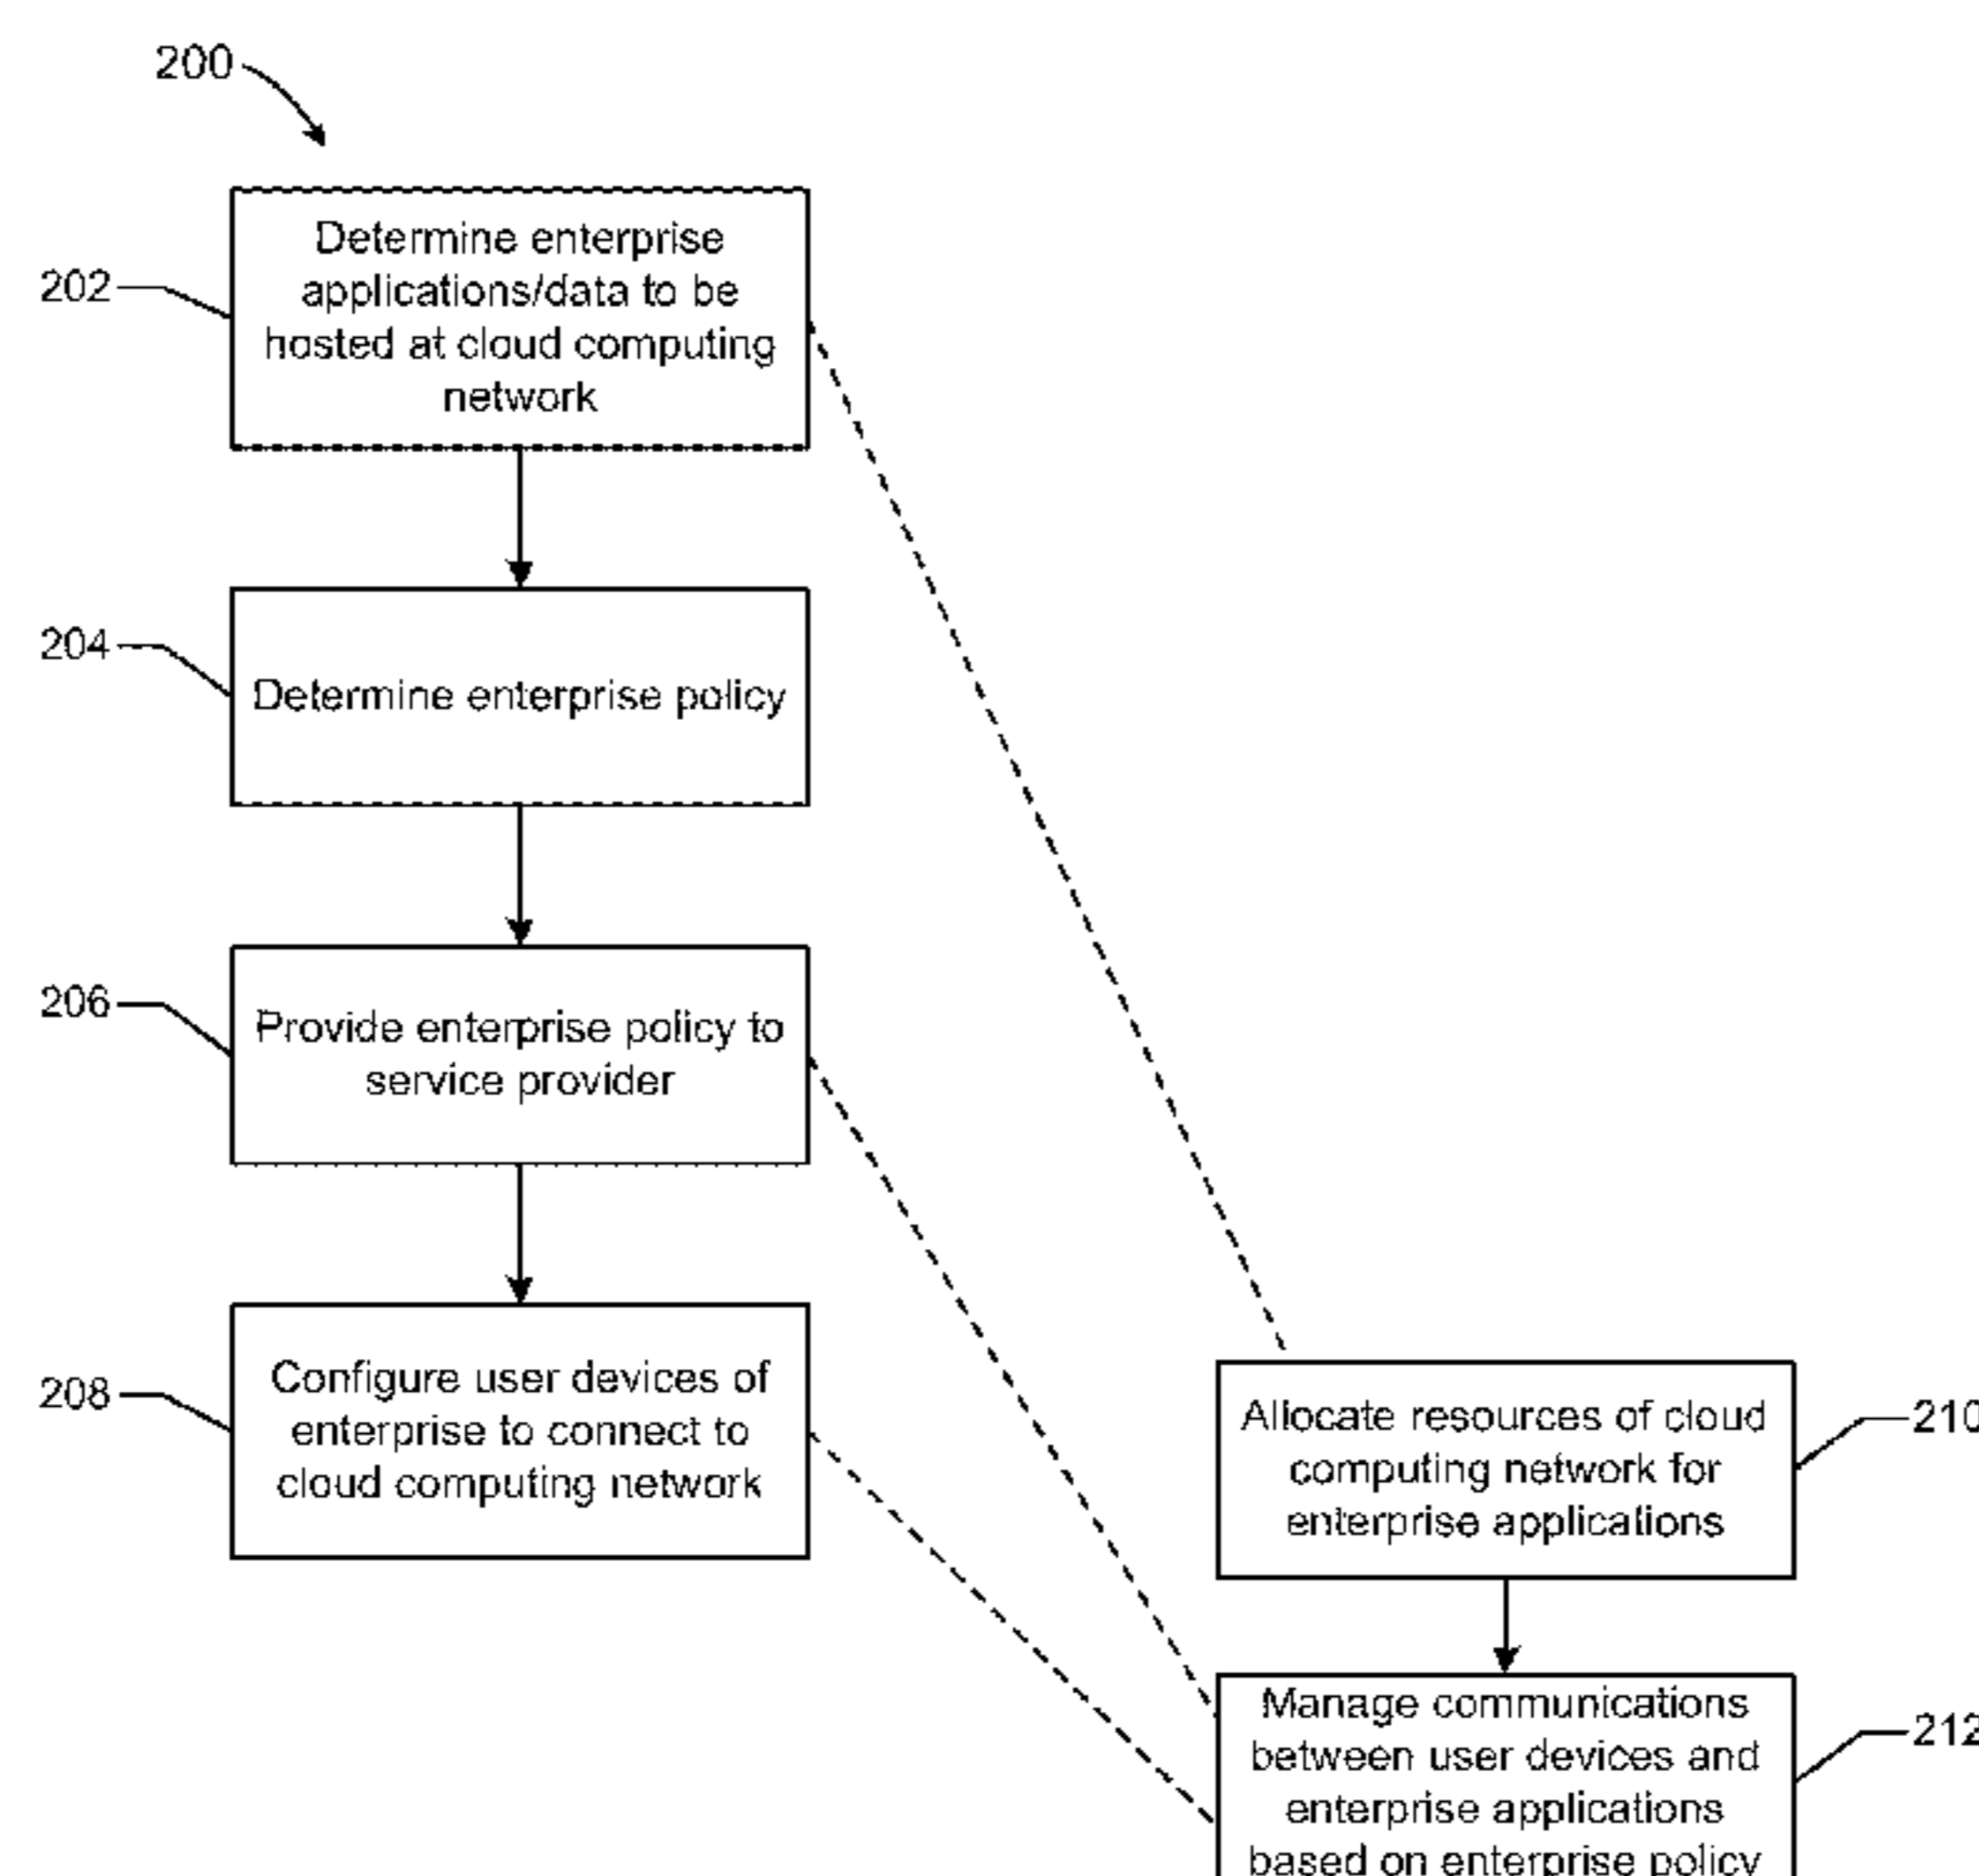 200
202
Determine enterprise
applications/data to be
hosted at cloud computing
network
204
Determine enterprise policy
206
Provide enterprise policy to
service provider
208
Configure user devices of
enterprise to connect to
cloud computing network
Allocate resources of cloud
computing network for
enterprise applications
210
Manage communications
between user devices and
enterprise applications
based on enterprise policy
212